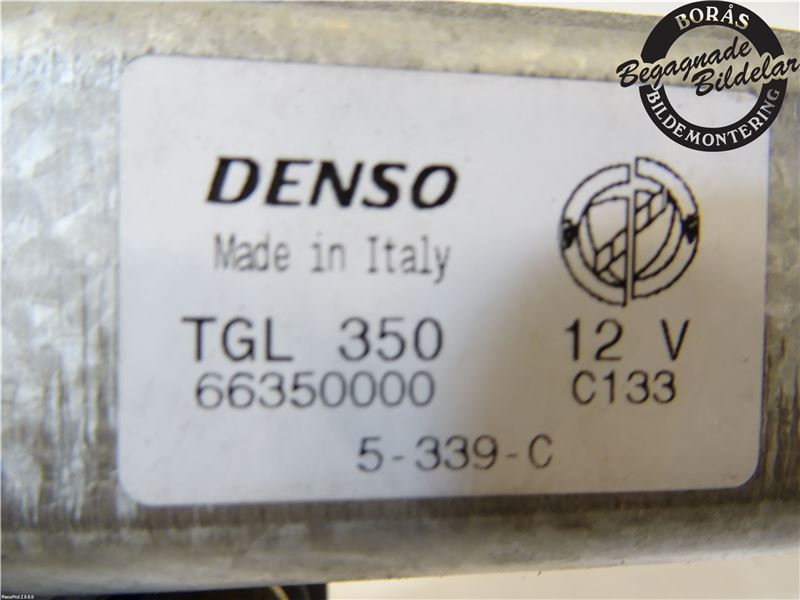 BORÅS
Begagnade
Bildelar
BILDEMONTERING
DENSO
Made in Italy
TGL 350 12 V
66350000 C133
5-339-C